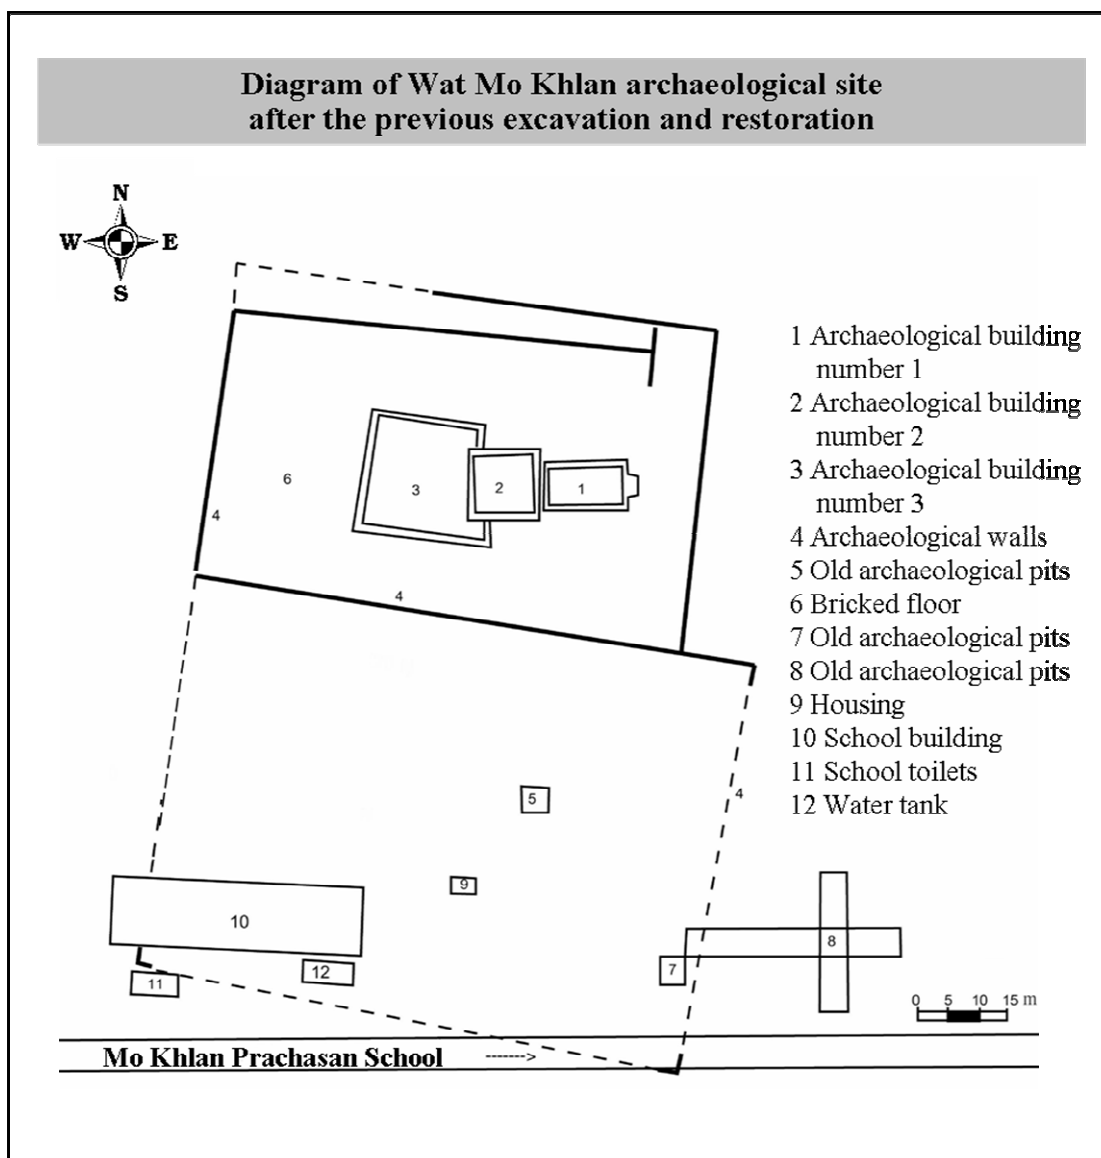 Diagram of Wat Mo Khlan archaeological site
after the previous excavation and restoration
N
W E
S
1 Archaeological building
number 1
2 Archaeological building
number 2
3 Archaeological building
number 3
4 Archaeological walls
5 Old archaeological pits
6 Bricked floor
7 Old archaeological pits
8 Old archaeological pits
9 Housing
10 School building
11 School toilets
12 Water tank
6
3
2
1
4
4
5
4
9
10
8
7
12
11
0 5 10 15 m
Mo Khlan Prachasan School ------->